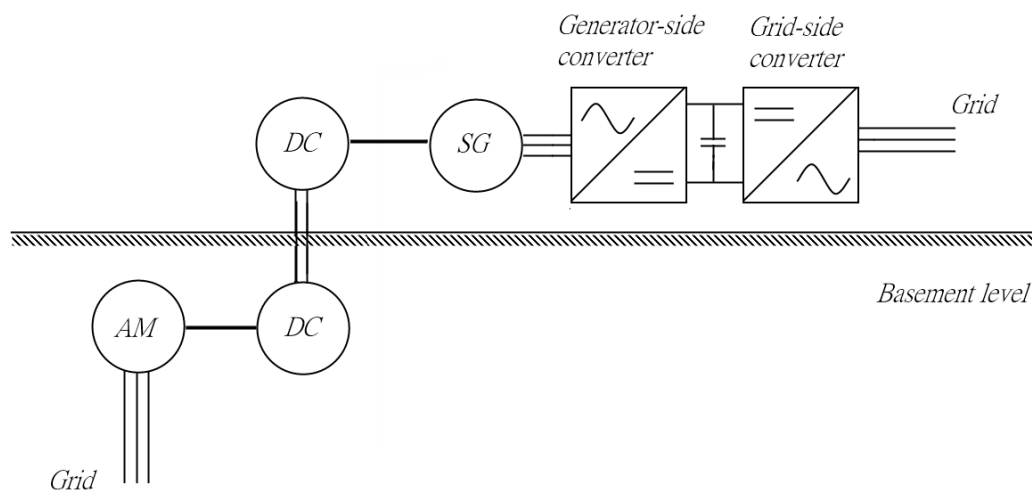 Generator-side
converter
Grid-side
converter
Grid
DC
SG
Basement level
AM
DC
Grid